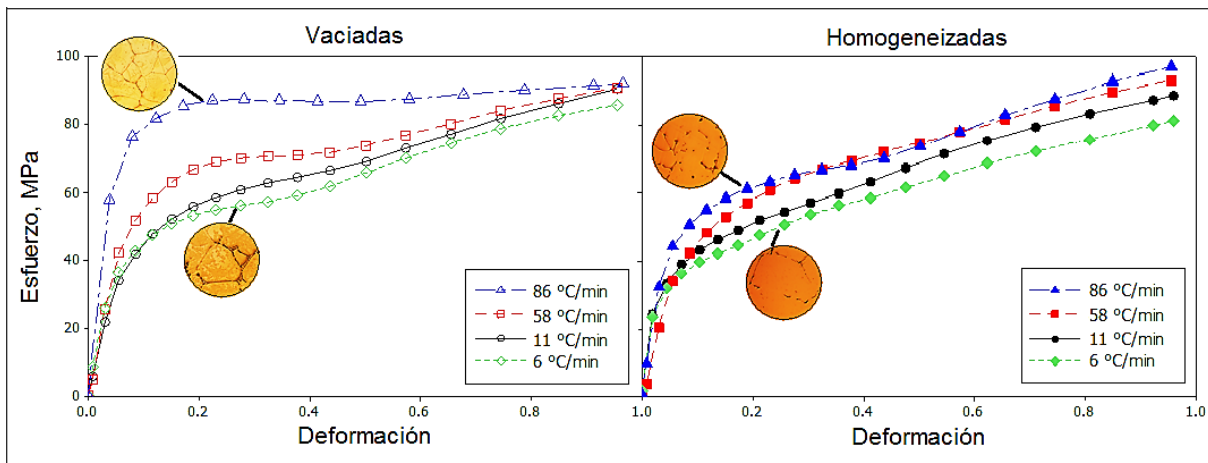 Vaciadas
Homogeneizadas
Esfuerzo, MPa
100
80
60
40
20
0
86 ºC/min
58 ºC/min
11 ºC/min
6 ºC/min
86 ºC/min
58 ºC/min
11 ºC/min
6 ºC/min
0.0 0.2 0.4 0.6 0.8 1.0 0.2 0.4 0.6 0.8 1.0
Deformación
Deformación